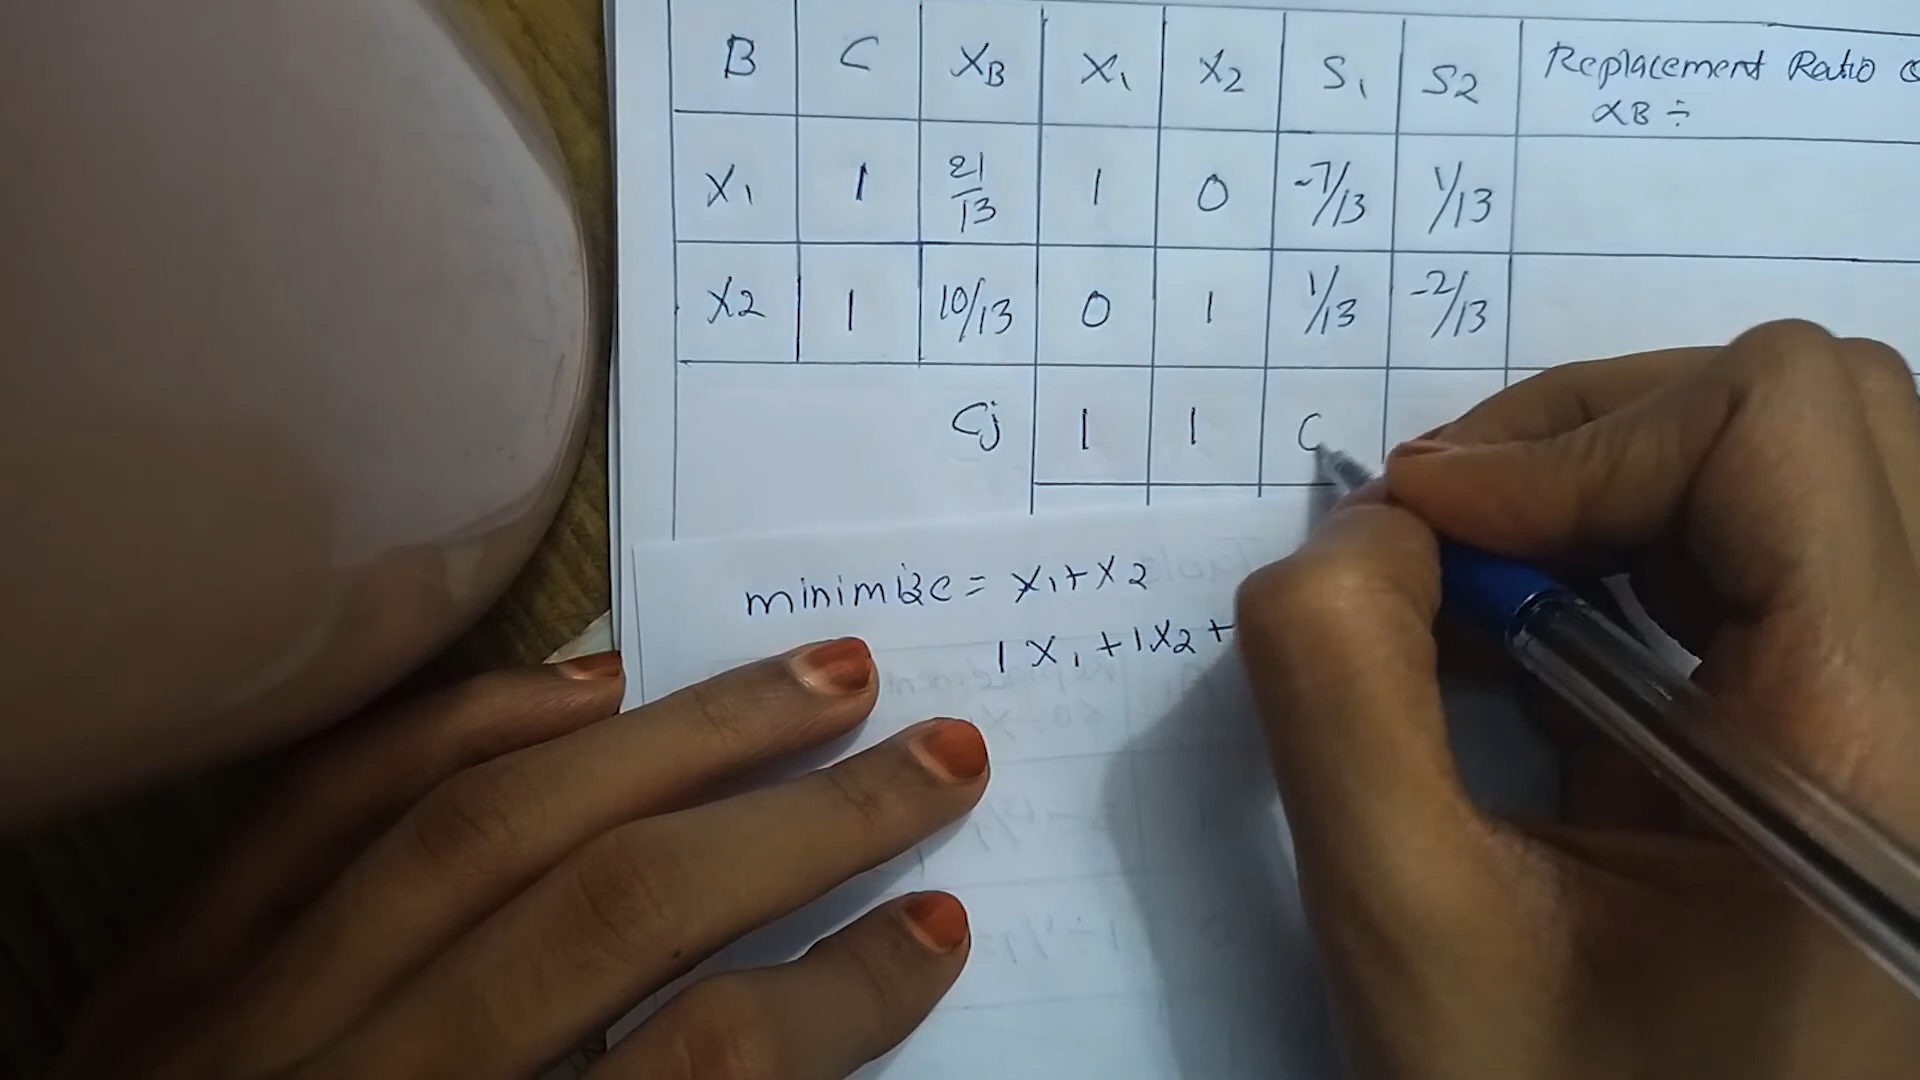 B C XB X1 X2 S1 S2 Replacement Ratio
XB ÷
X1 1 21/13 1 0 -7/13 1/13
X2 1 10/13 0 1 1/13 -2/13
Cj 1 1
minimize = X1+X2
1X1+1X2+